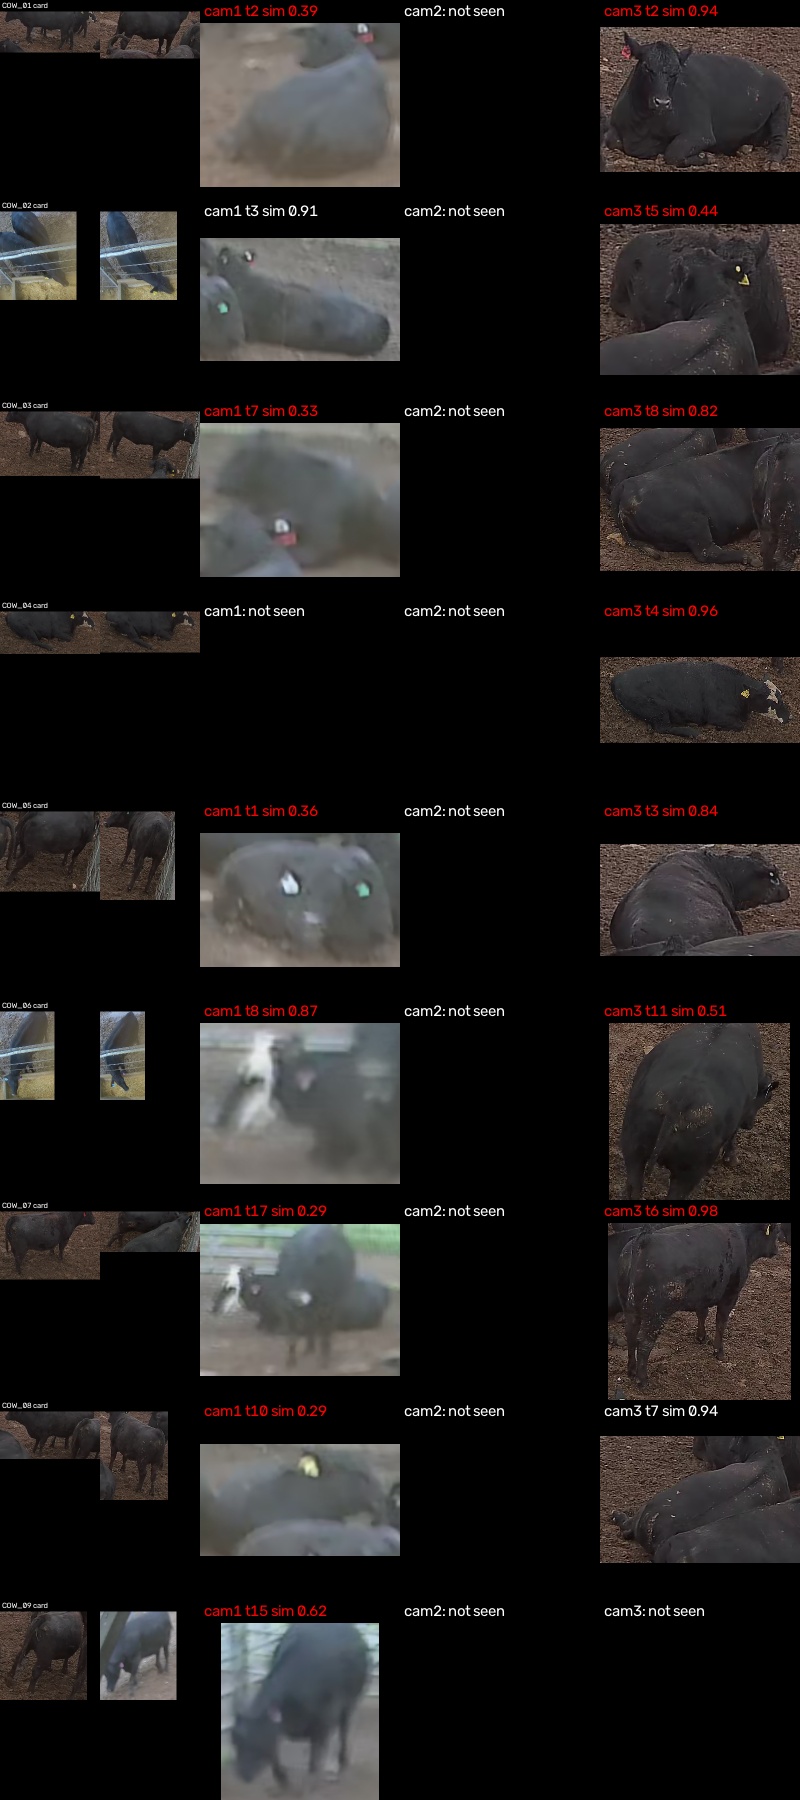 COW_01 card
cam1 t2 sim 0.39
cam2: not seen
cam3 t2 sim 0.94
COW_02 card
cam1 t3 sim 0.91
cam2: not seen
cam3 t5 sim 0.44
COW_03 card
cam1 t7 sim 0.33
cam2: not seen
cam3 t8 sim 0.82
COW_04 card
cam1: not seen
cam2: not seen
cam3 t4 sim 0.96
COW_05 card
cam1 t1 sim 0.36
cam2: not seen
cam3 t3 sim 0.84
COW_06 card
cam1 t8 sim 0.87
cam2: not seen
cam3 t11 sim 0.51
COW_07 card
cam1 t17 sim 0.29
cam2: not seen
cam3 t6 sim 0.98
COW_08 card
cam1 t10 sim 0.29
cam2: not seen
cam3 t7 sim 0.94
COW_09 card
cam1 t15 sim 0.62
cam2: not seen
cam3: not seen